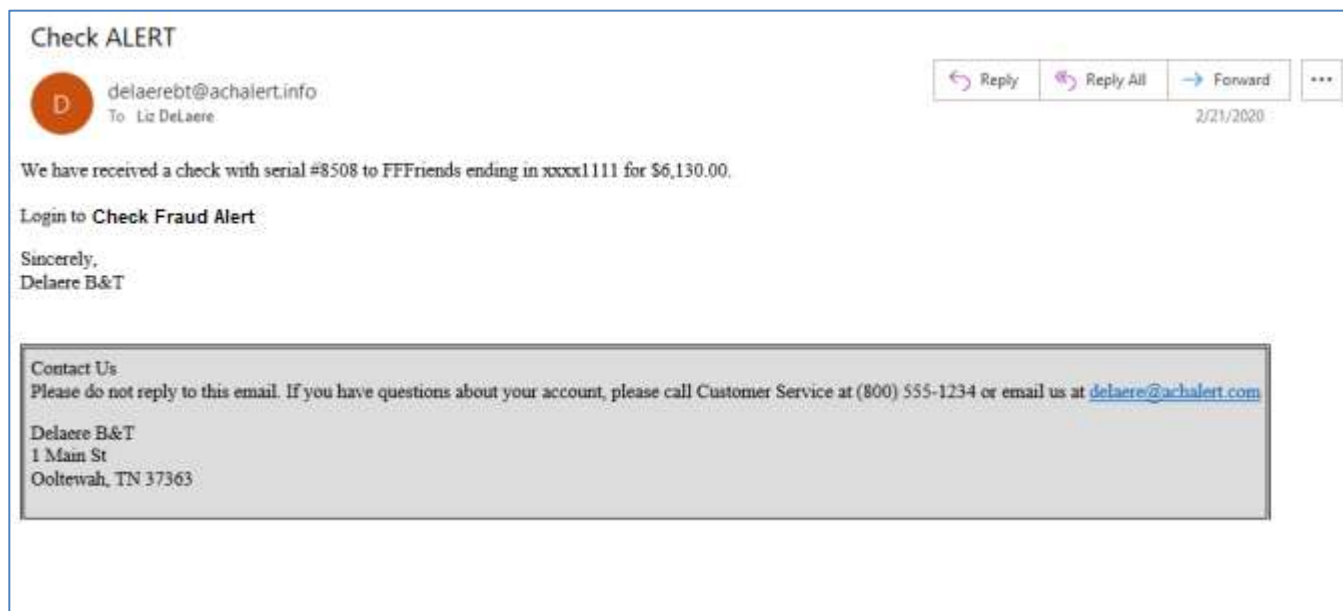 Check ALERT
D
delaerebt@achalert.info
To Liz DeLaere
Reply Reply All Forward ...
2/21/2020
We have received a check with serial #8508 to FFFriends ending in xxxx1111 for $6,130.00.
Login to Check Fraud Alert
Sincerely,
Delaere B&T
Contact Us
Please do not reply to this email. If you have questions about your account, please call Customer Service at (800) 555-1234 or email us at delaere@achalert.com
Delaere B&T
1 Main St
Ooltewah, TN 37363